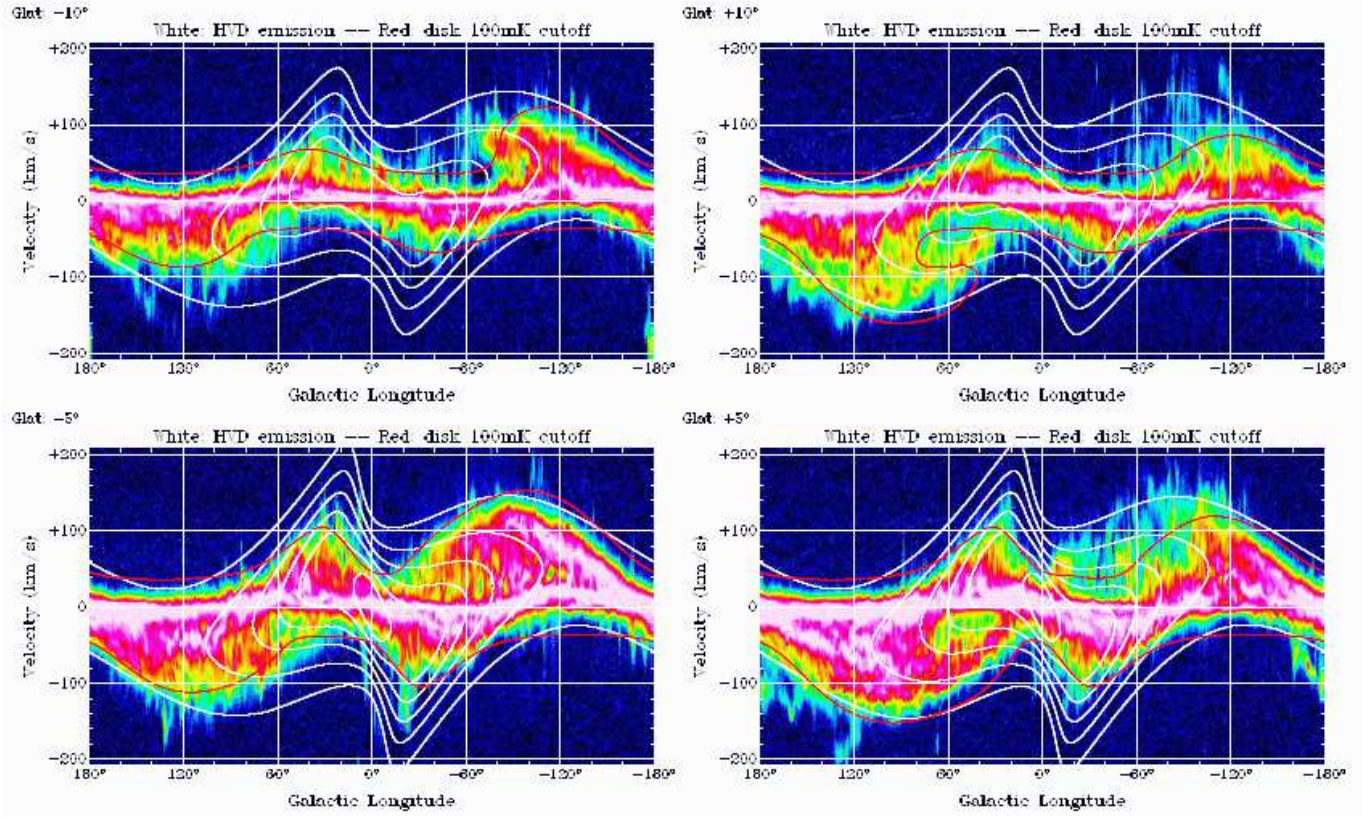 Glat: -10°
White: HVD emission -- Red: disk 100mK cutoff
Velocity (km/s)
+200
+100
0
-100
-200
180° 120° 60° 0° -60° -120° -180°
Galactic Longitude
Glat: +10°
White: HVD emission -- Red: disk 100mK cutoff
Velocity (km/s)
+200
+100
0
-100
-200
180° 120° 60° 0° -60° -120° -180°
Galactic Longitude
Glat: -5°
White: HVD emission -- Red: disk 100mK cutoff
Velocity (km/s)
+200
+100
0
-100
-200
180° 120° 60° 0° -60° -120° -180°
Galactic Longitude
Glat: +5°
White: HVD emission -- Red: disk 100mK cutoff
Velocity (km/s)
+200
+100
0
-100
-200
180° 120° 60° 0° -60° -120° -180°
Galactic Longitude